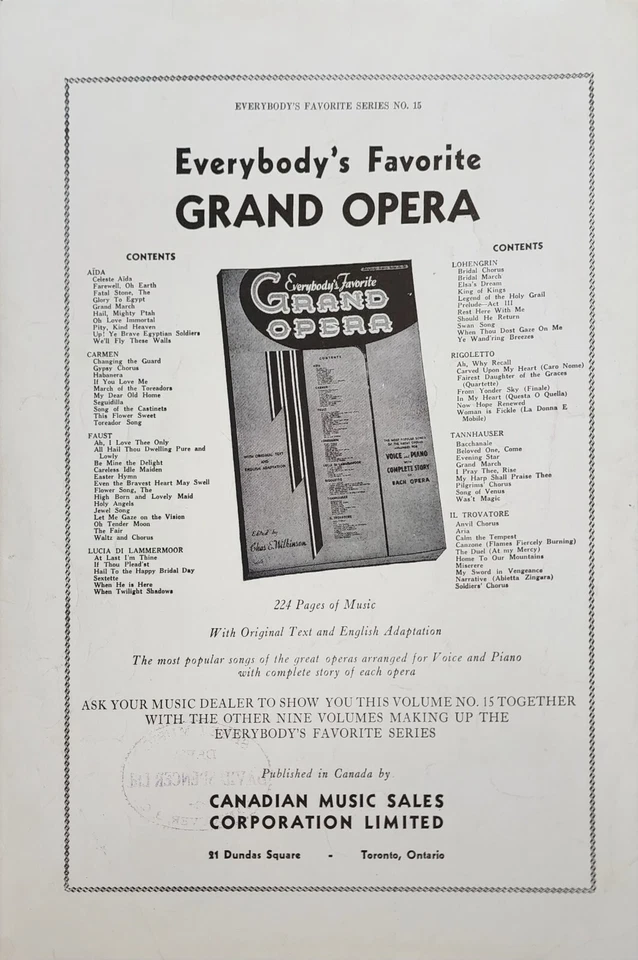 EVERYBODY'S FAVORITE SERIES NO. 15
Everybody's Favorite
GRAND OPERA
CONTENTS
AÏDA
Celeste Aïda
Farewell, Oh Earth
Fatal Stone, The
Glory To Egypt
Grand March
Hail, Mighty Ptah
Oh Love Immortal
Pity, Kind Heaven
Up! Ye Brave Egyptian Soldiers
We'll Fly These Walls
CARMEN
Changing the Guard
Gypsy Chorus
Habanera
If You Love Me
March of the Toreadors
My Dear Old Home
Seguidilla
Song of the Castinets
This Flower Sweet
Toreador Song
FAUST
Ah, I Love Thee Only
All Hail Thou Dwelling Pure and
Lowly
Be Mine the Delight
Careless Idle Maiden
Easter Hymn
Even the Bravest Heart May Swell
Flower Song, The
High Born and Lovely Maid
Holy Angels
Jewel Song
Let Me Gaze on the Vision
Oh Tender Moon
The Fair
Waltz and Chorus
LUCIA DI LAMMERMOOR
At Last I'm Thine
If Thou Plead'st
Hail To the Happy Bridal Day
Sextette
When He is Here
When Twilight Shadows
Everybody's Favorite
GRAND
OPERA
CONTENTS
WITH ORIGINAL TEXT
AND
ENGLISH ADAPTATION
VOICE and PIANO
COMPLETE STORY
of
EACH OPERA
Edited by
Chas. S. Wilkinson
CONTENTS
LOHENGRIN
Bridal Chorus
Bridal March
Elsa's Dream
King of Kings
Legend of the Holy Grail
Prelude—Act III
Rest Here With Me
Should He Return
Swan Song
When Thou Dost Gaze On Me
Ye Wand'ring Breezes
RIGOLETTO
Ah, Why Recall
Carved Upon My Heart (Caro Nome)
Fairest Daughter of the Graces
(Quartette)
From Yonder Sky (Finale)
In My Heart (Questa O Quella)
Now Hope Renewed
Woman is Fickle (La Donna E
Mobile)
TANNHAUSER
Bacchanale
Beloved One, Come
Evening Star
Grand March
I Pray Thee, Rise
My Harp Shall Praise Thee
Pilgrims' Chorus
Song of Venus
Was't Magic
IL TROVATORE
Anvil Chorus
Aria
Calm the Tempest
Canzone (Flames Fiercely Burning)
The Duel (At my Mercy)
Home To Our Mountains
Miserere
My Sword in Vengeance
Narrative (Abietta Zingara)
Soldiers' Chorus
224 Pages of Music
With Original Text and English Adaptation
The most popular songs of the great operas arranged for Voice and Piano
with complete story of each opera
ASK YOUR MUSIC DEALER TO SHOW YOU THIS VOLUME NO. 15 TOGETHER
WITH THE OTHER NINE VOLUMES MAKING UP THE
EVERYBODY'S FAVORITE SERIES
Published in Canada by
CANADIAN MUSIC SALES
CORPORATION LIMITED
21 Dundas Square - Toronto, Ontario